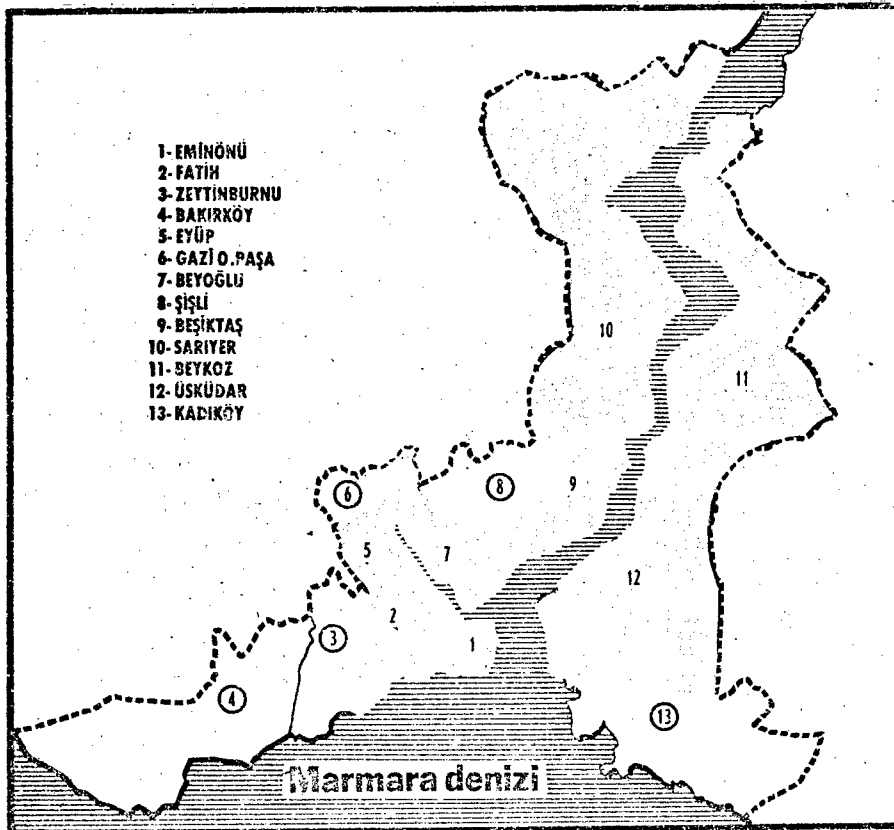 1-EMİNÖNÜ
2-FATİH
3-ZEYTİNBURNU
4-BAKIRKÖY
5-EYÜP
6-GAZİ O.PAŞA
7-BEYOĞLU
8-ŞİŞLİ
9-BEŞİKTAŞ
10-SARIYER
11-BEYKOZ
12-ÜSKÜDAR
13-KADIKÖY
10
11
6
8
9
5
7
12
2
3
1
4
13
Marmara denizi